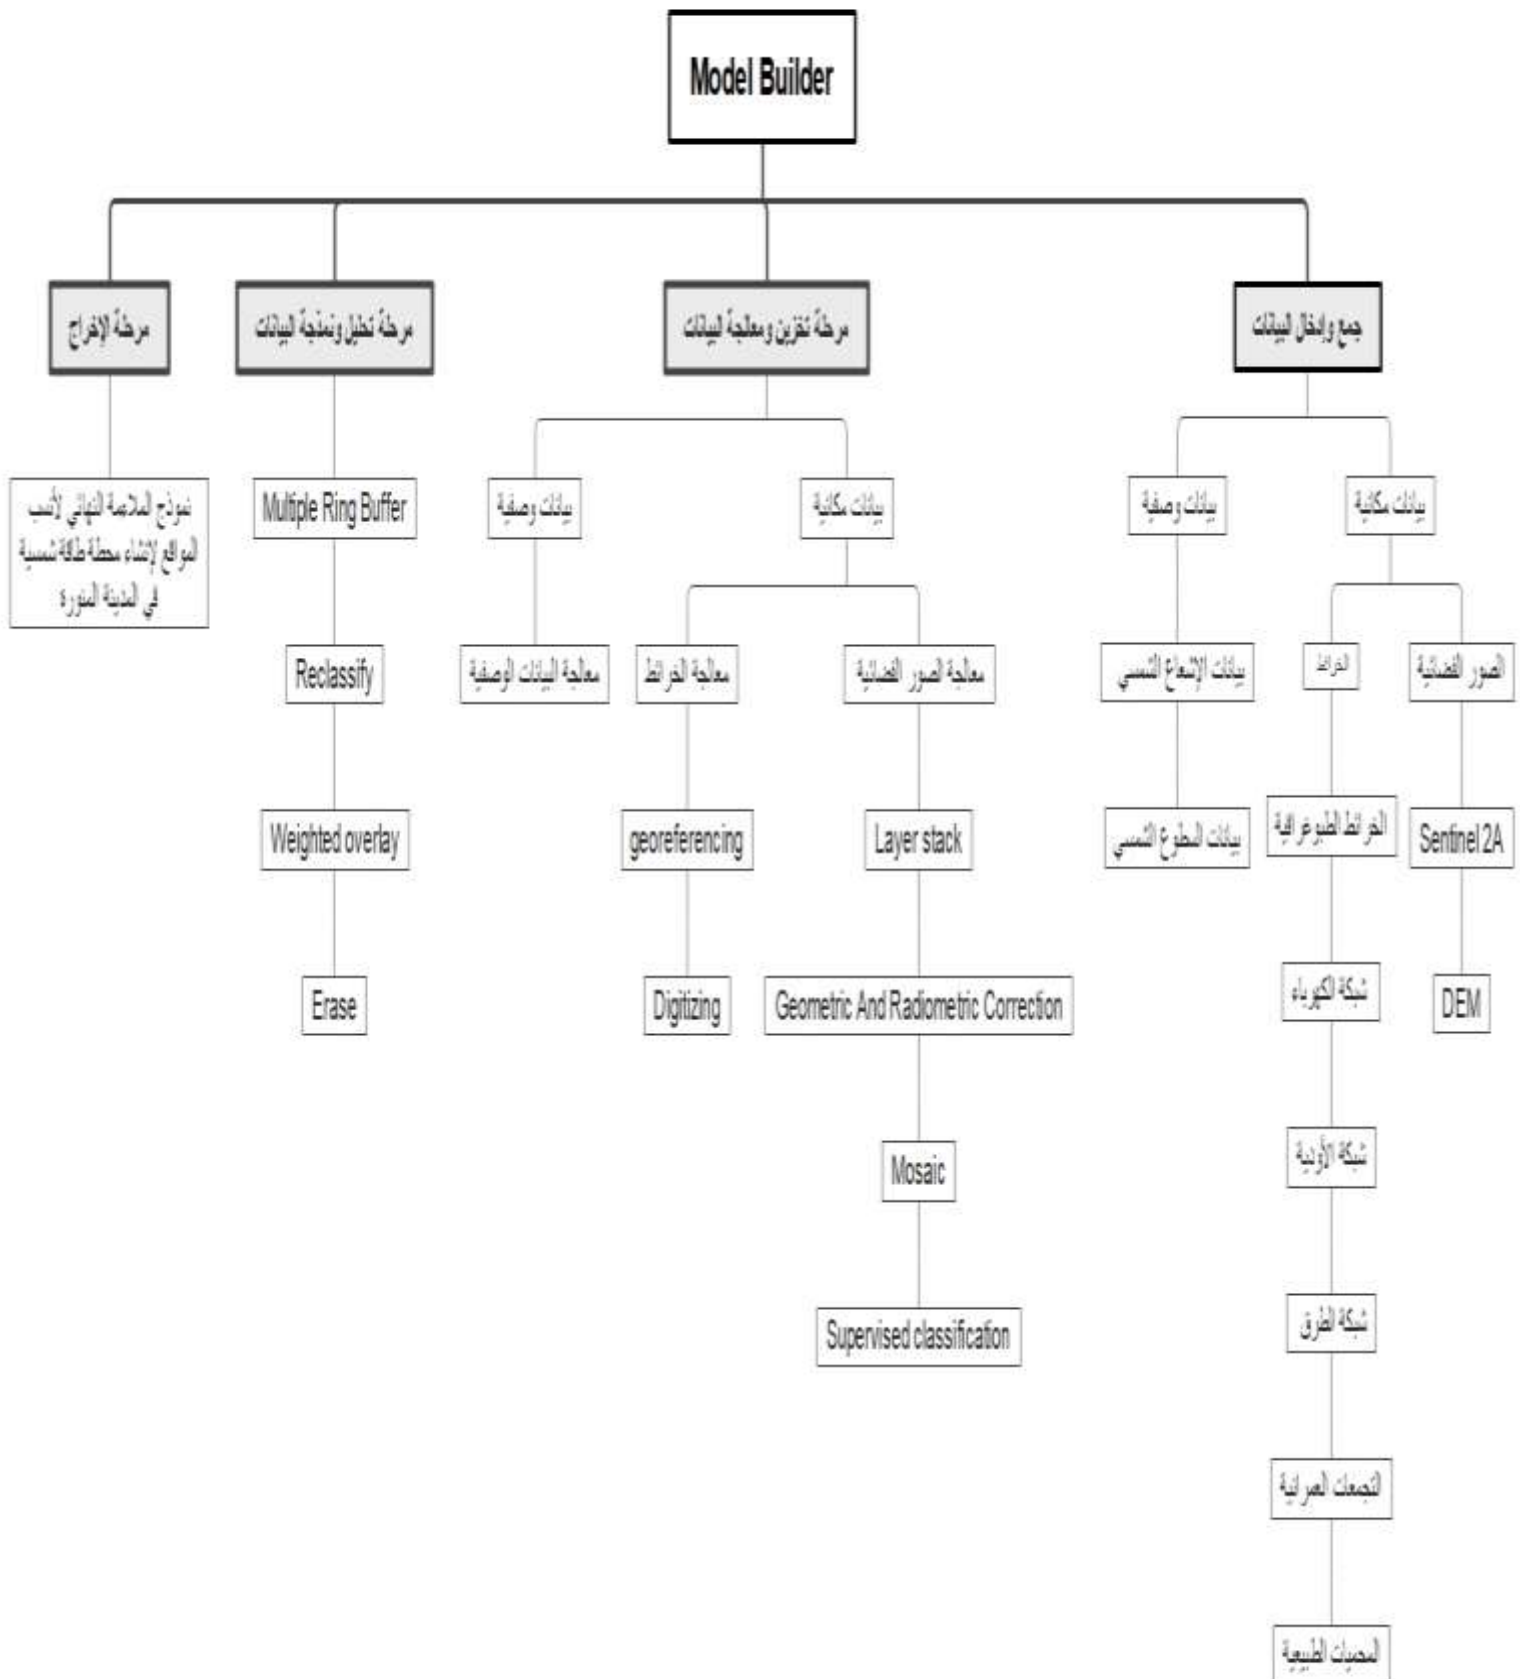 Model Builder
جمع وإدخال البيانات
مرحلة تخزين ومعالجة البيانات
مرحلة تحليل ونمذجة البيانات
مرحلة الإخراج
بيانات مكانية
بيانات وصفية
بيانات مكانية
بيانات وصفية
Multiple Ring Buffer
نموذج الملاءمة النهائي لأنسب
المواقع لإنشاء محطة طاقة شمسية
في المدينة المنورة
الصور الفضائية
الخرائط
بيانات الإشعاع الشمسي
معالجة الصور الفضائية
معالجة الخرائط
معالجة البيانات الوصفية
Reclassify
Sentinel 2A
الخرائط الطبوغرافية
بيانات السطوع الشمسي
Layer stack
georeferencing
Weighted overlay
DEM
شبكة الكهرباء
Geometric And Radiometric Correction
Digitizing
Erase
شبكة الأودية
Mosaic
شبكة الطرق
Supervised classification
التجمعات العمرانية
المحميات الطبيعية